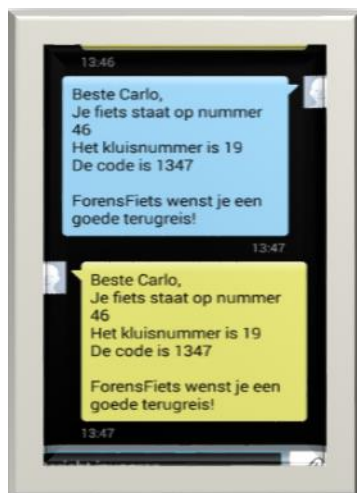 13:46
Beste Carlo,
Je fiets staat op nummer
46
Het kluisnummer is 19
De code is 1347
ForensFiets wenst je een
goede terugreis!
13:47
Beste Carlo,
Je fiets staat op nummer
46
Het kluisnummer is 19
De code is 1347
ForensFiets wenst je een
goede terugreis!
13:47